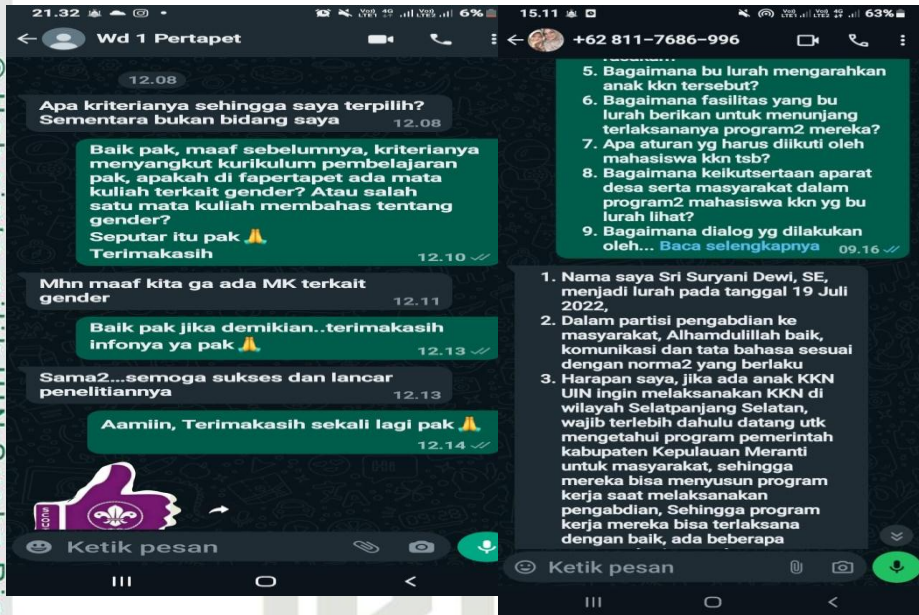 21.32
6%
Wd 1 Pertapet
12.08
Apa kriterianya sehingga saya terpilih?
Sementara bukan bidang saya
12.08
Baik pak, maaf sebelumnya, kriterianya
menyangkut kurikulum pembelajaran
pak, apakah di fapertapet ada mata
kuliah terkait gender? Atau salah
satu mata kuliah membahas tentang
gender?
Seputar itu pak 🙏
Terimakasih
12.10
Mhn maaf kita ga ada MK terkait
gender
12.11
Baik pak jika demikian..terimakasih
infonya ya pak 🙏
12.13
Sama2...semoga sukses dan lancar
penelitiannya
12.13
Aamiin, Terimakasih sekali lagi pak 🙏
12.14
Ketik pesan
15.11
63%
+62 811-7686-996
5. Bagaimana bu lurah mengarahkan
anak kkn tersebut?
6. Bagaimana fasilitas yang bu
lurah berikan untuk menunjang
terlaksananya program2 mereka?
7. Apa aturan yg harus diikuti oleh
mahasiswa kkn tsb?
8. Bagaimana keikutsertaan aparat
desa serta masyarakat dalam
program2 mahasiswa kkn yg bu
lurah lihat?
9. Bagaimana dialog yg dilakukan
oleh... Baca selengkapnya
09.16
1. Nama saya Sri Suryani Dewi, SE,
menjadi lurah pada tanggal 19 Juli
2022,
2. Dalam partisi pengabdian ke
masyarakat, Alhamdulillah baik,
komunikasi dan tata bahasa sesuai
dengan norma2 yang berlaku
3. Harapan saya, jika ada anak KKN
UIN ingin melaksanakan KKN di
wilayah Selatpanjang Selatan,
wajib terlebih dahulu datang utk
mengetahui program pemerintah
kabupaten Kepulauan Meranti
untuk masyarakat, sehingga
mereka bisa menyusun program
kerja saat melaksanakan
pengabdian, Sehingga program
kerja mereka bisa terlaksana
dengan baik, ada beberapa
Ketik pesan